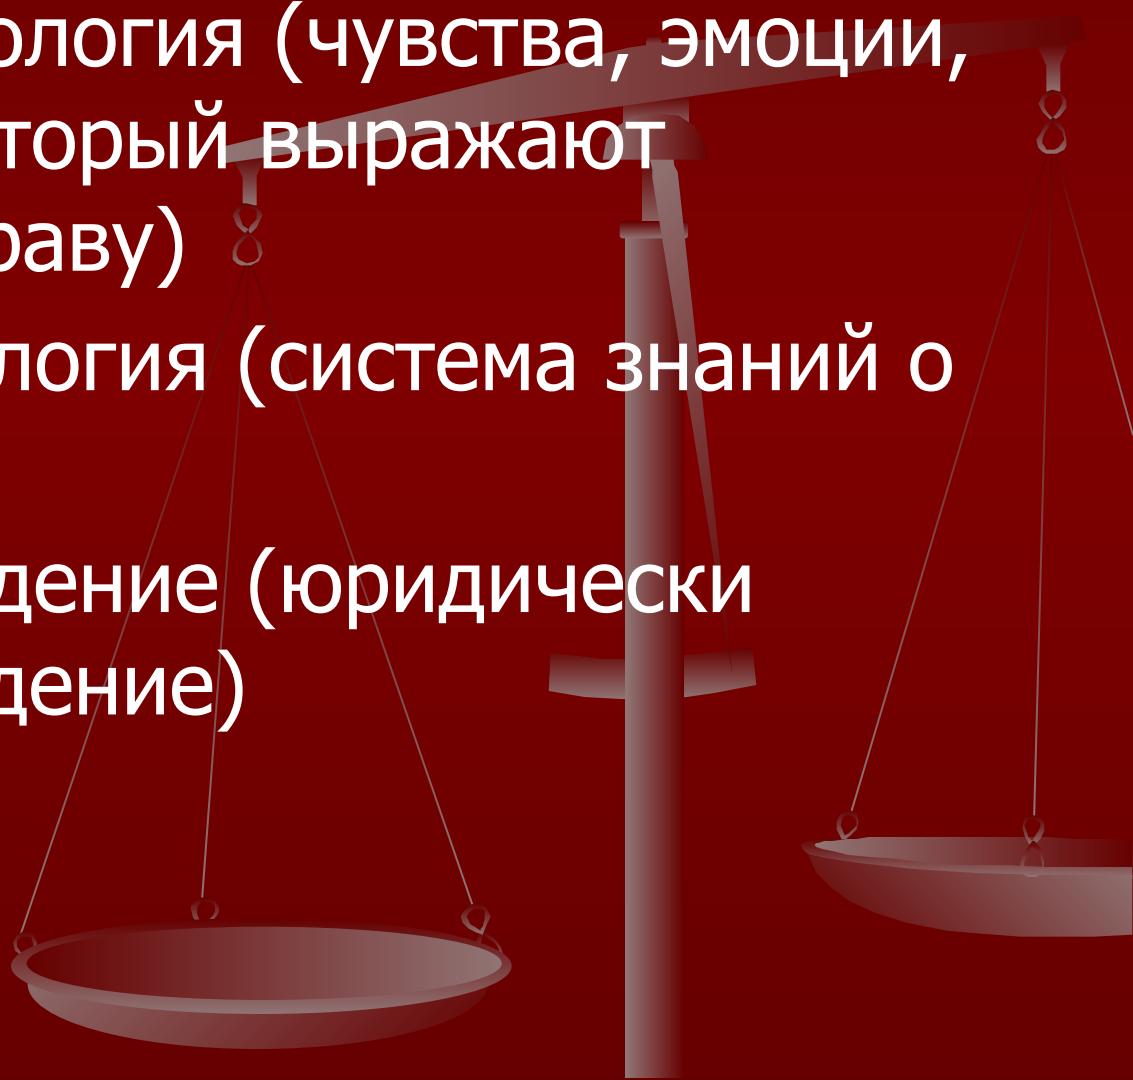 ология (чувства, эмоции,
торый выражают
раву)
логия (система знаний о
дение (юридически
дение)